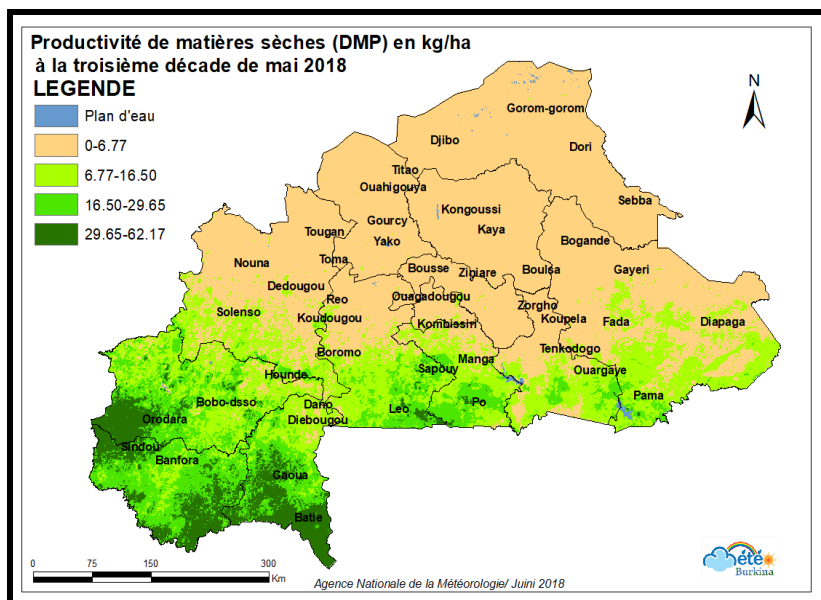 Productivité de matières sèches (DMP) en kg/ha
à la troisième décade de mai 2018
LEGENDE
Plan d'eau
0-6.77
6.77-16.50
16.50-29.65
29.65-62.17
N
Gorom-gorom
Djibo
Dori
Titao
Ouahigouya
Sebba
Kongoussi
Gourcy
Kaya
Tougan
Yako
Bogande
Nouna
Toma
Bousse
Ziniare
Boulsa
Gayeri
Dedougou
Reo
Ouagadougou
Zorgho
Solenso
Koudougou
Kombissiri
Koupela
Fada
Diapaga
Boromo
Manga
Tenkodogo
Sapouy
Ouargaye
Hounde
Pama
Bobo-dsso
Dano
Leo
Po
Orodara
Diebougou
Sindou
Banfora
Gaoua
Batie
0 75 150 300
Km
Agence Nationale de la Météorologie/ Juini 2018
Météo
Burkina